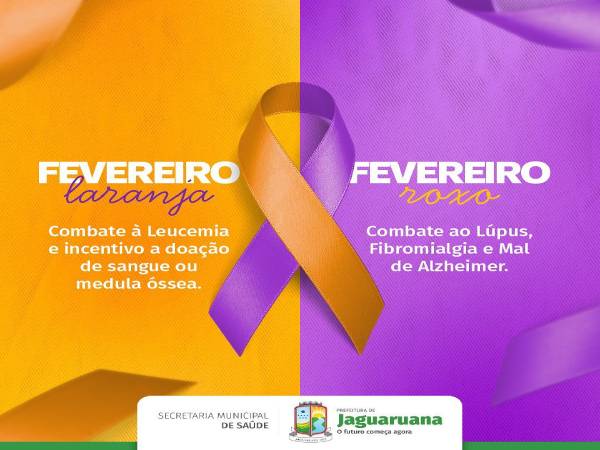 FEVEREIRO
laranja
Combate à Leucemia
e incentivo a doação
de sangue ou
medula óssea.
FEVEREIRO
roxo
Combate ao Lúpus,
Fibromialgia e Mal
de Alzheimer.
SECRETARIA MUNICIPAL
DE SAÚDE
PREFEITURA DE
Jaguaruana
O futuro começa agora.